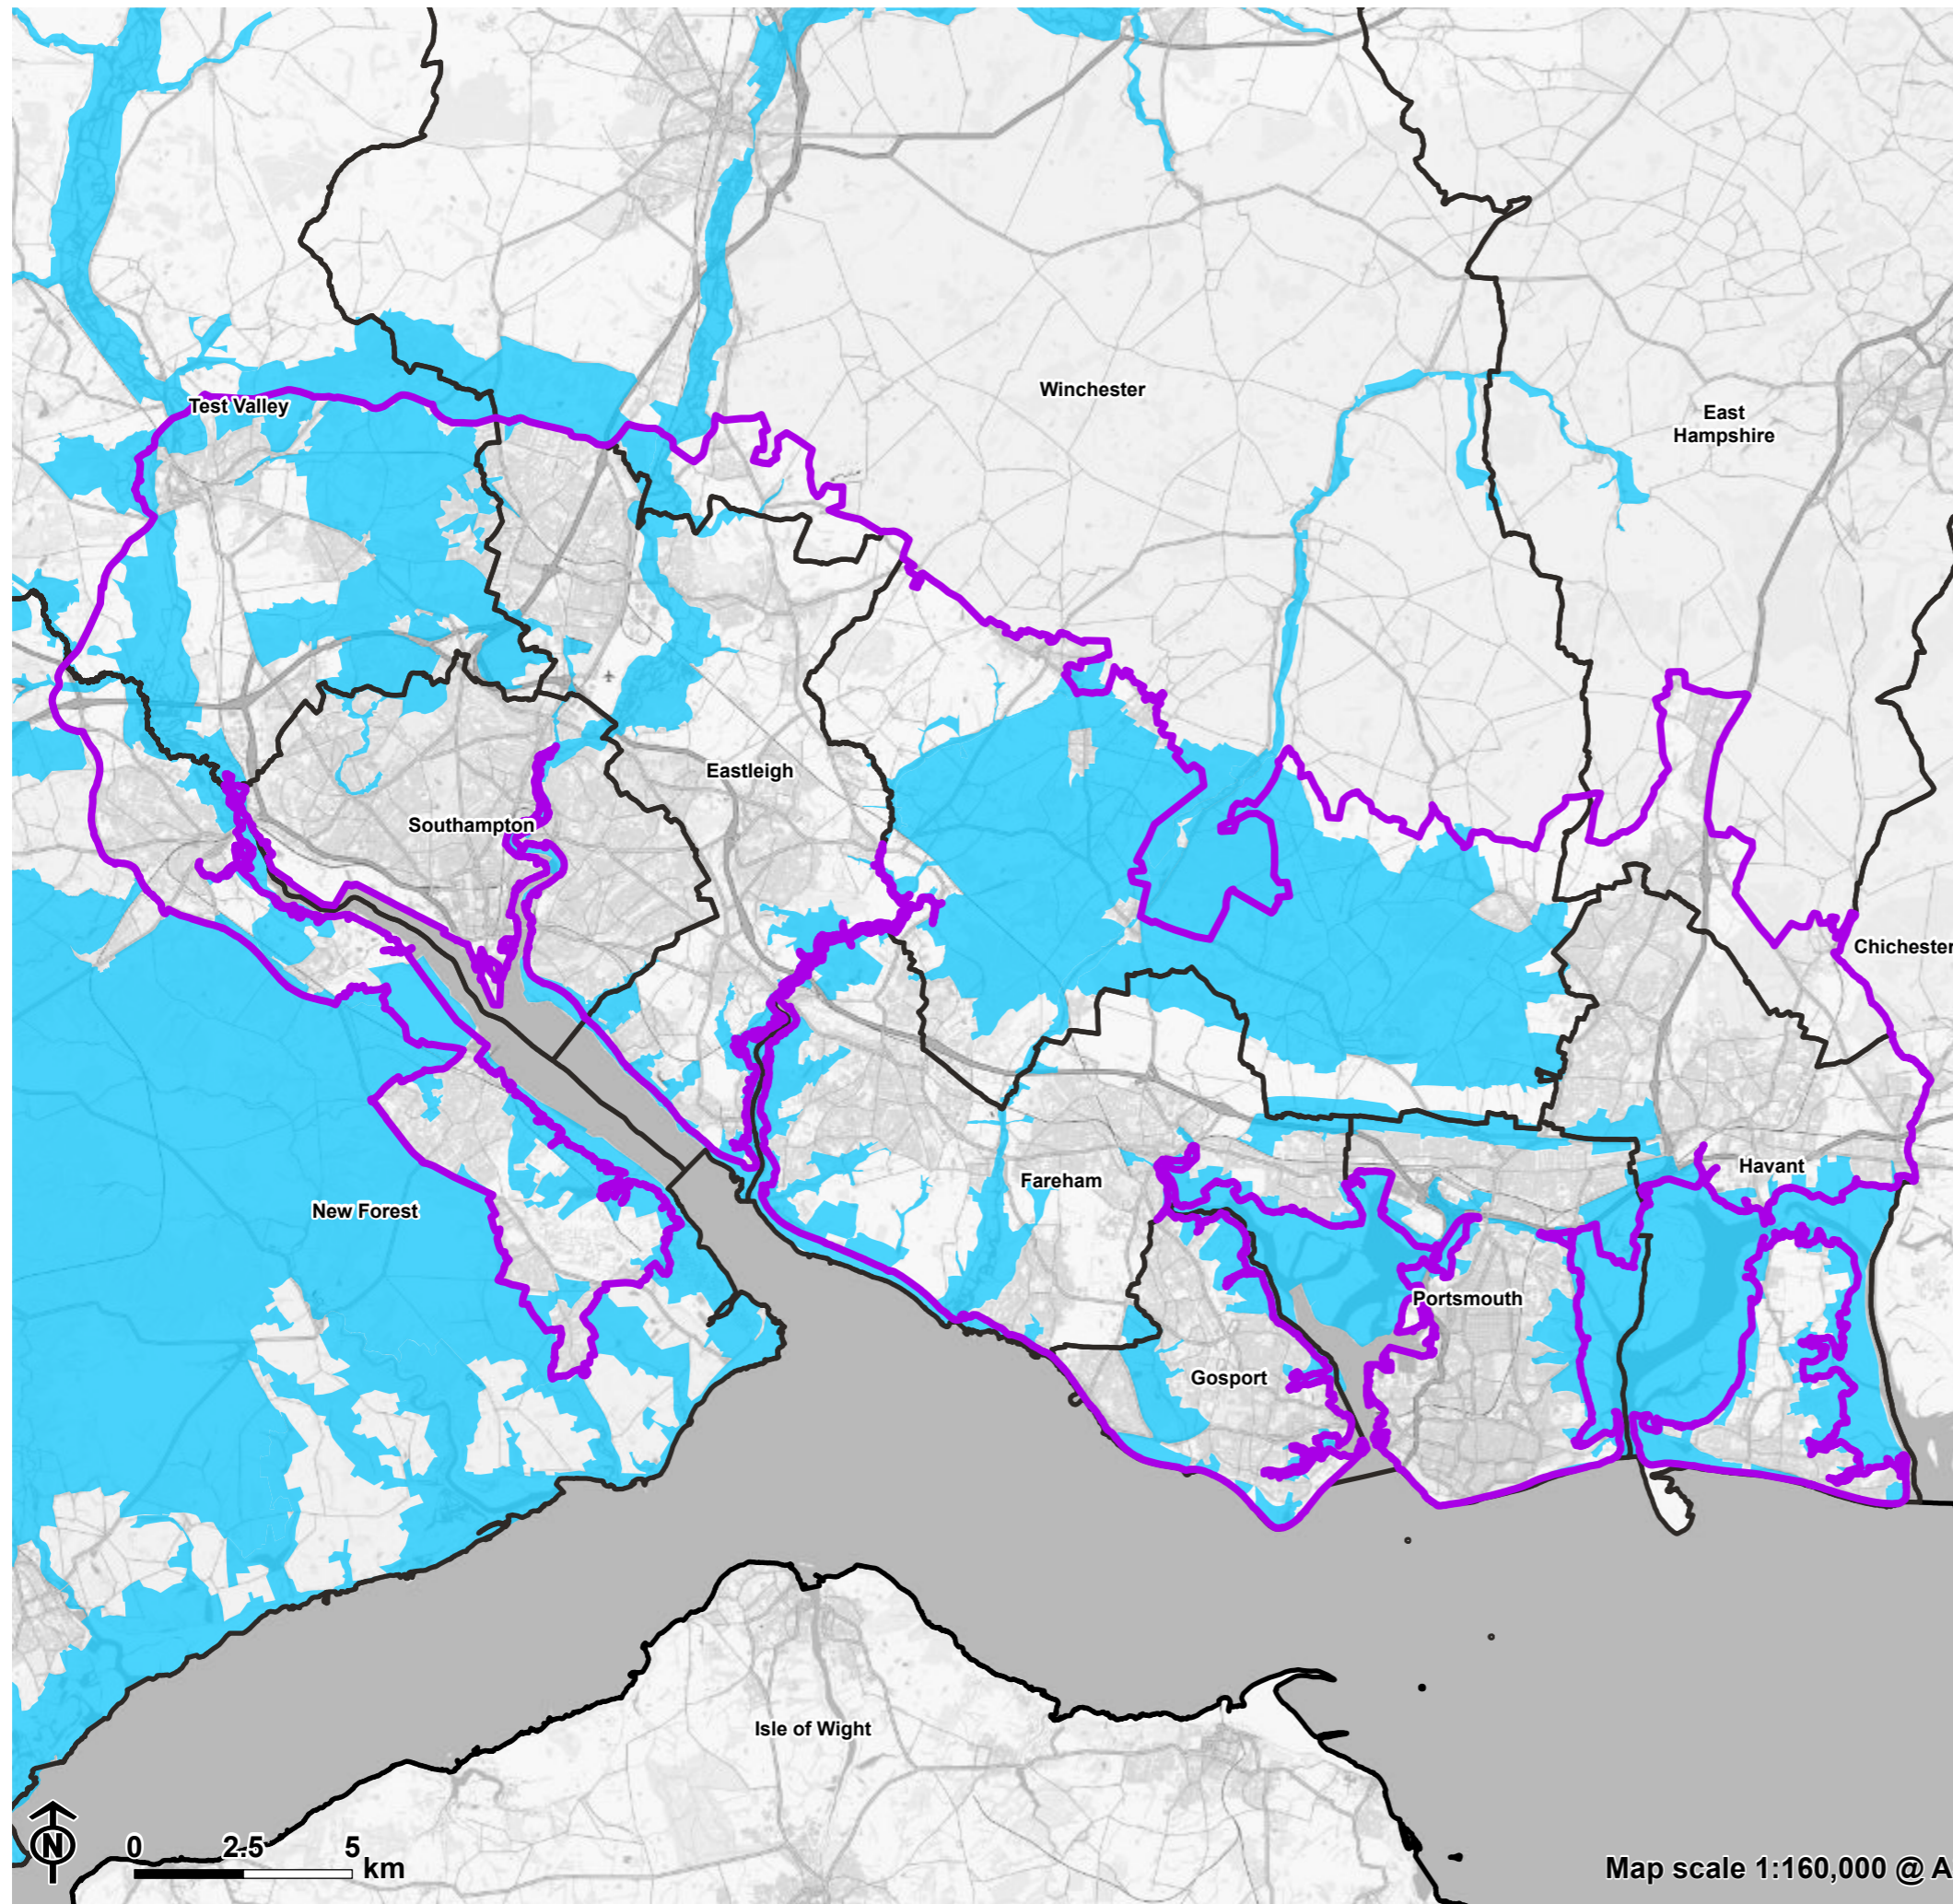 Winchester
Test Valley
East
Hampshire
Eastleigh
Southampton
Chichester
Havant
Fareham
New Forest
Portsmouth
Gosport
Isle of Wight
N
0 2.5 5
km
Map scale 1:160,000 @ A